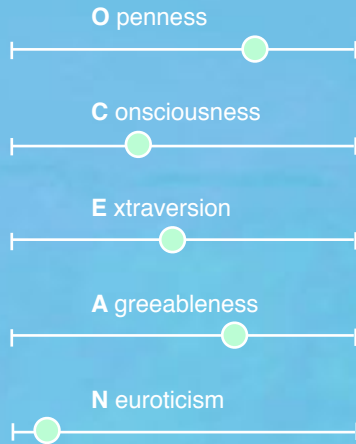 O penness
C onsciousness
E xtraversion
A greeableness
N euroticism